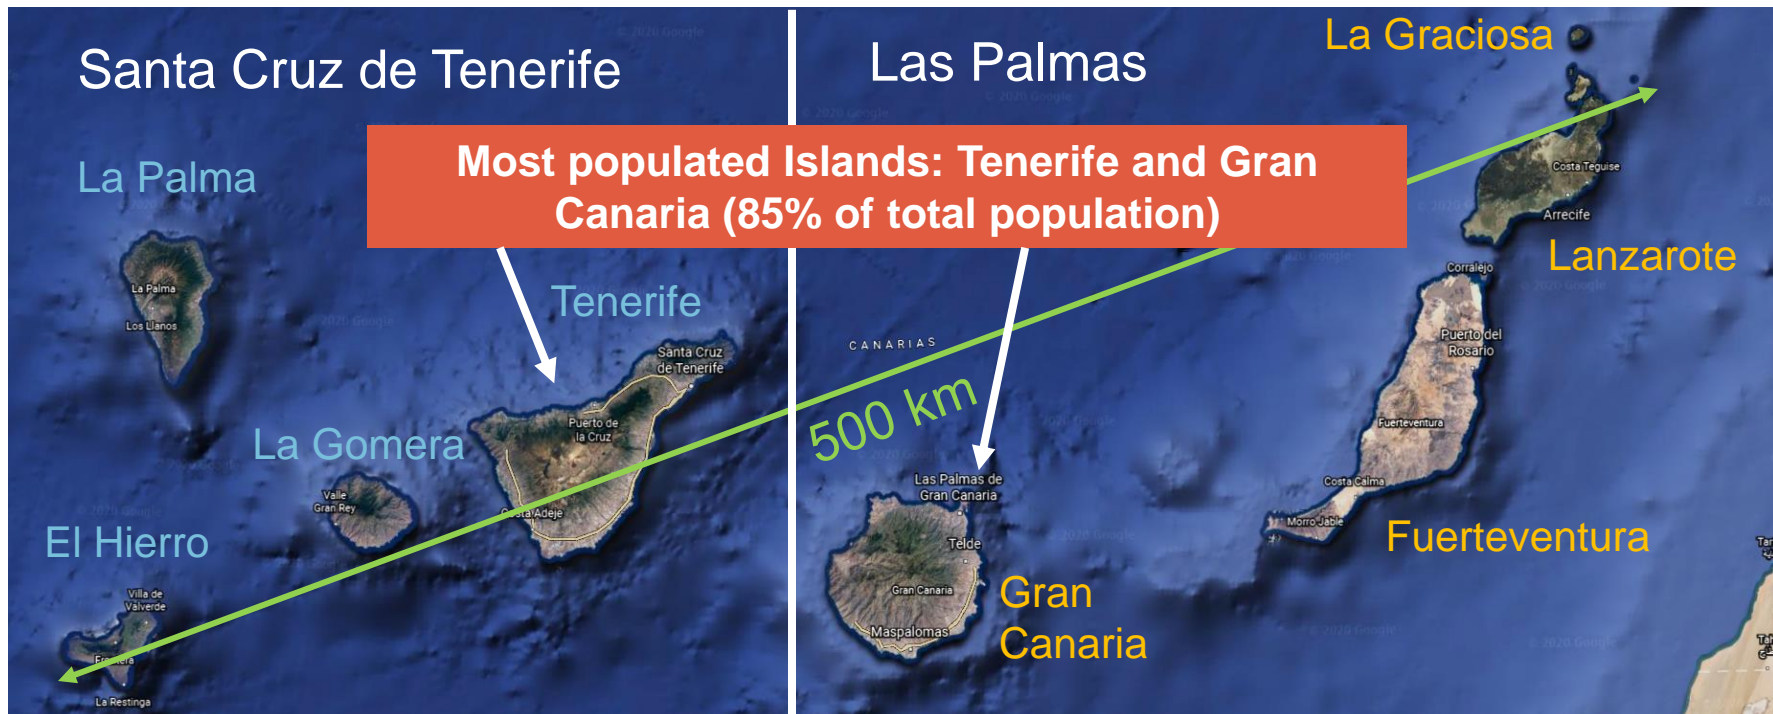 Santa Cruz de Tenerife
Las Palmas
La Graciosa
Most populated Islands: Tenerife and Gran
Canaria (85% of total population)
La Palma
Costa Teguise
Arrecife
Lanzarote
Corralejo
La Palma
Los Llanos
Tenerife
CANARIAS
Puerto del
Rosario
Santa Cruz
de Tenerife
500 km
Puerto de
la Cruz
Fuerteventura
La Gomera
Las Palmas de
Gran Canaria
Costa Calma
Valle
Gran Rey
Costa Adeje
Morro Jable
El Hierro
Telde
Fuerteventura
Gran Canaria
Gran
Canaria
Villa de
Valverde
Maspalomas
Frontera
La Restinga
© 2020 Google